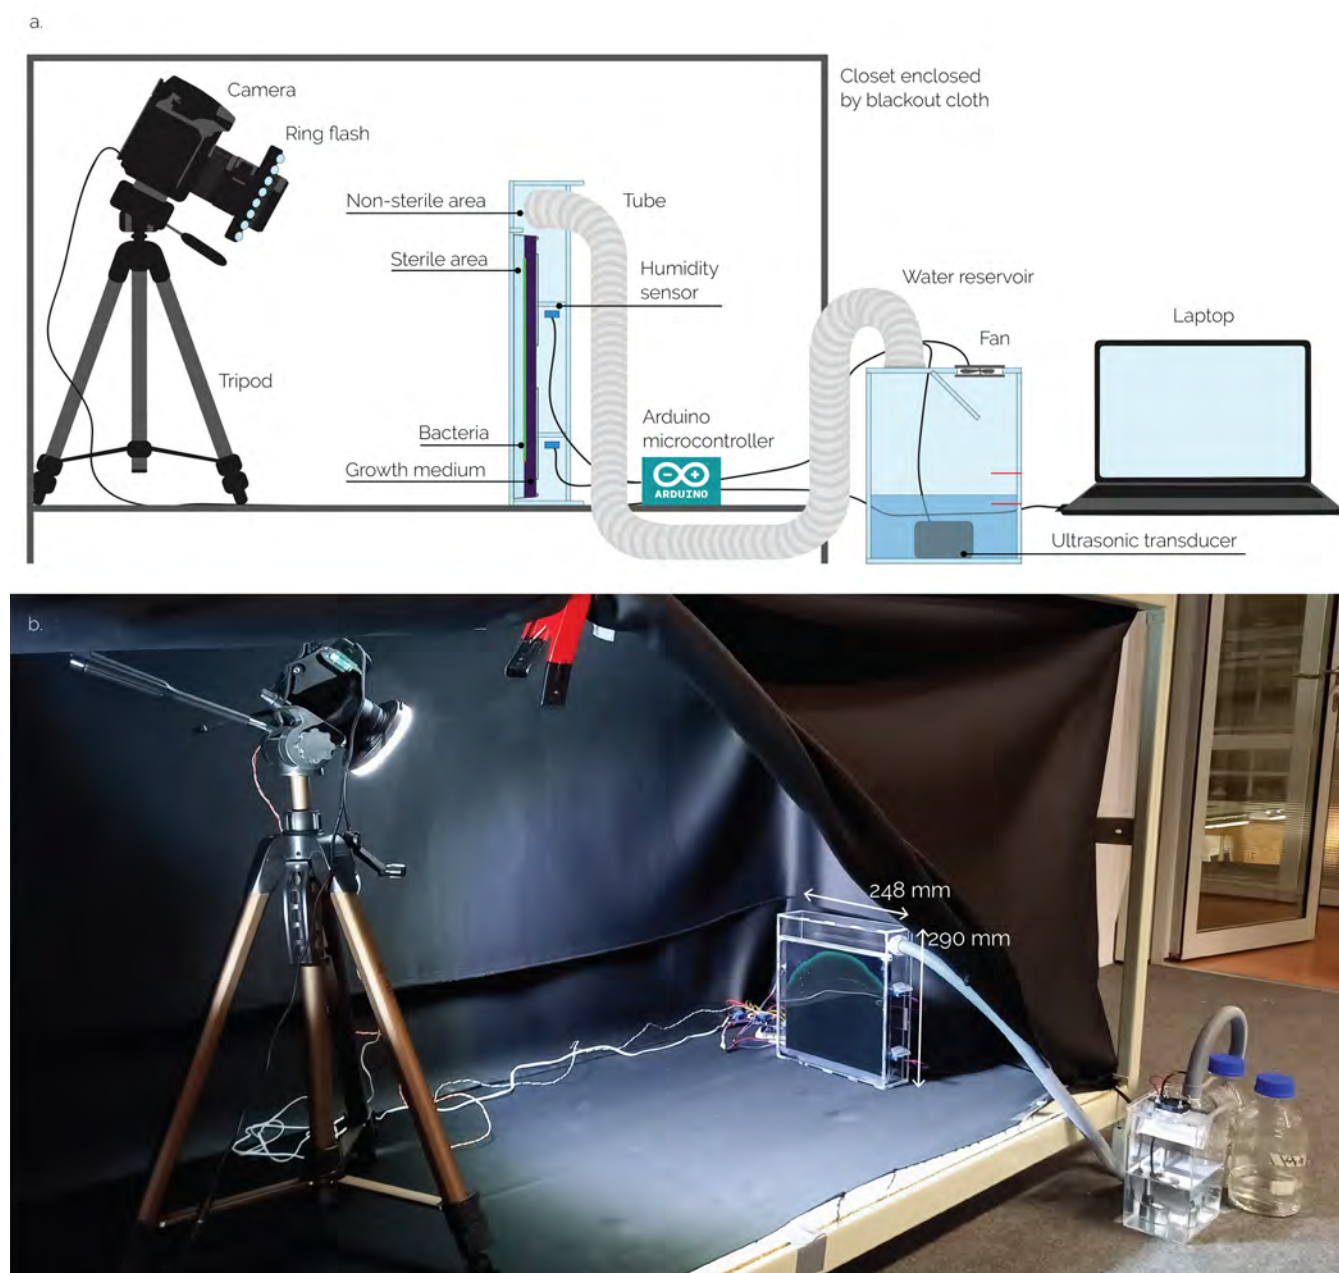 a.
Camera
Ring flash
Closet enclosed
by blackout cloth
Non-sterile area
Tube
Sterile area
Humidity
sensor
Water reservoir
Laptop
Fan
Tripod
Bacteria
Growth medium
Arduino
microcontroller
ARDUINO
Ultrasonic transducer
b.
248 mm
290 mm